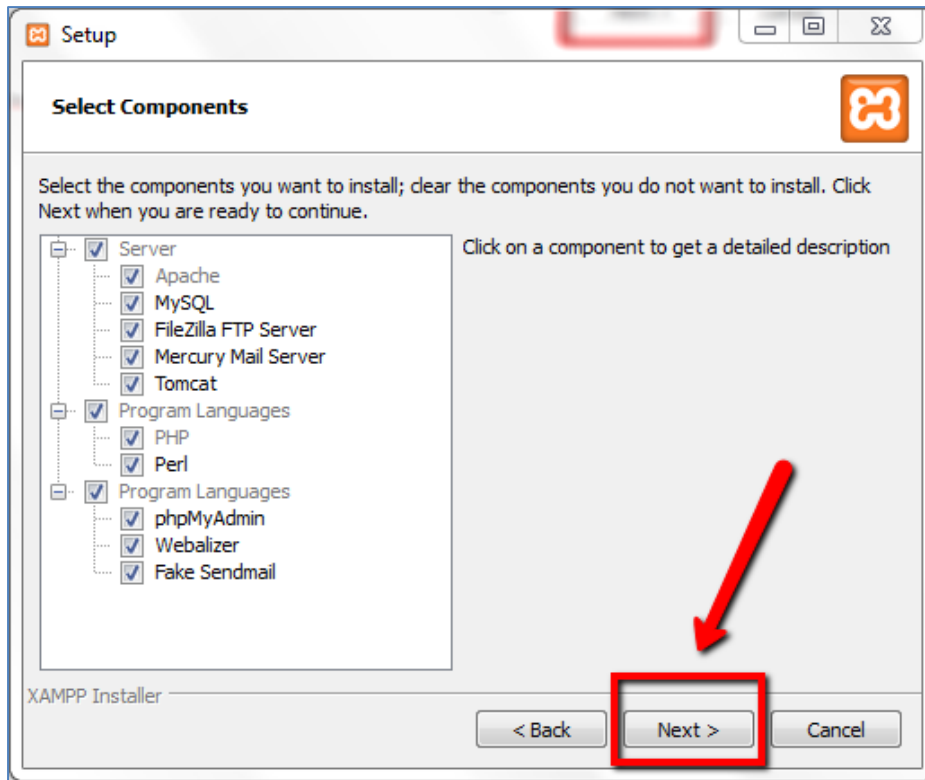 Setup
Select Components
Select the components you want to install; clear the components you do not want to install. Click
Next when you are ready to continue.
Server
Apache
MySQL
FileZilla FTP Server
Mercury Mail Server
Tomcat
Program Languages
PHP
Perl
Program Languages
phpMyAdmin
Webalizer
Fake Sendmail
Click on a component to get a detailed description
XAMPP Installer
< Back
Next >
Cancel